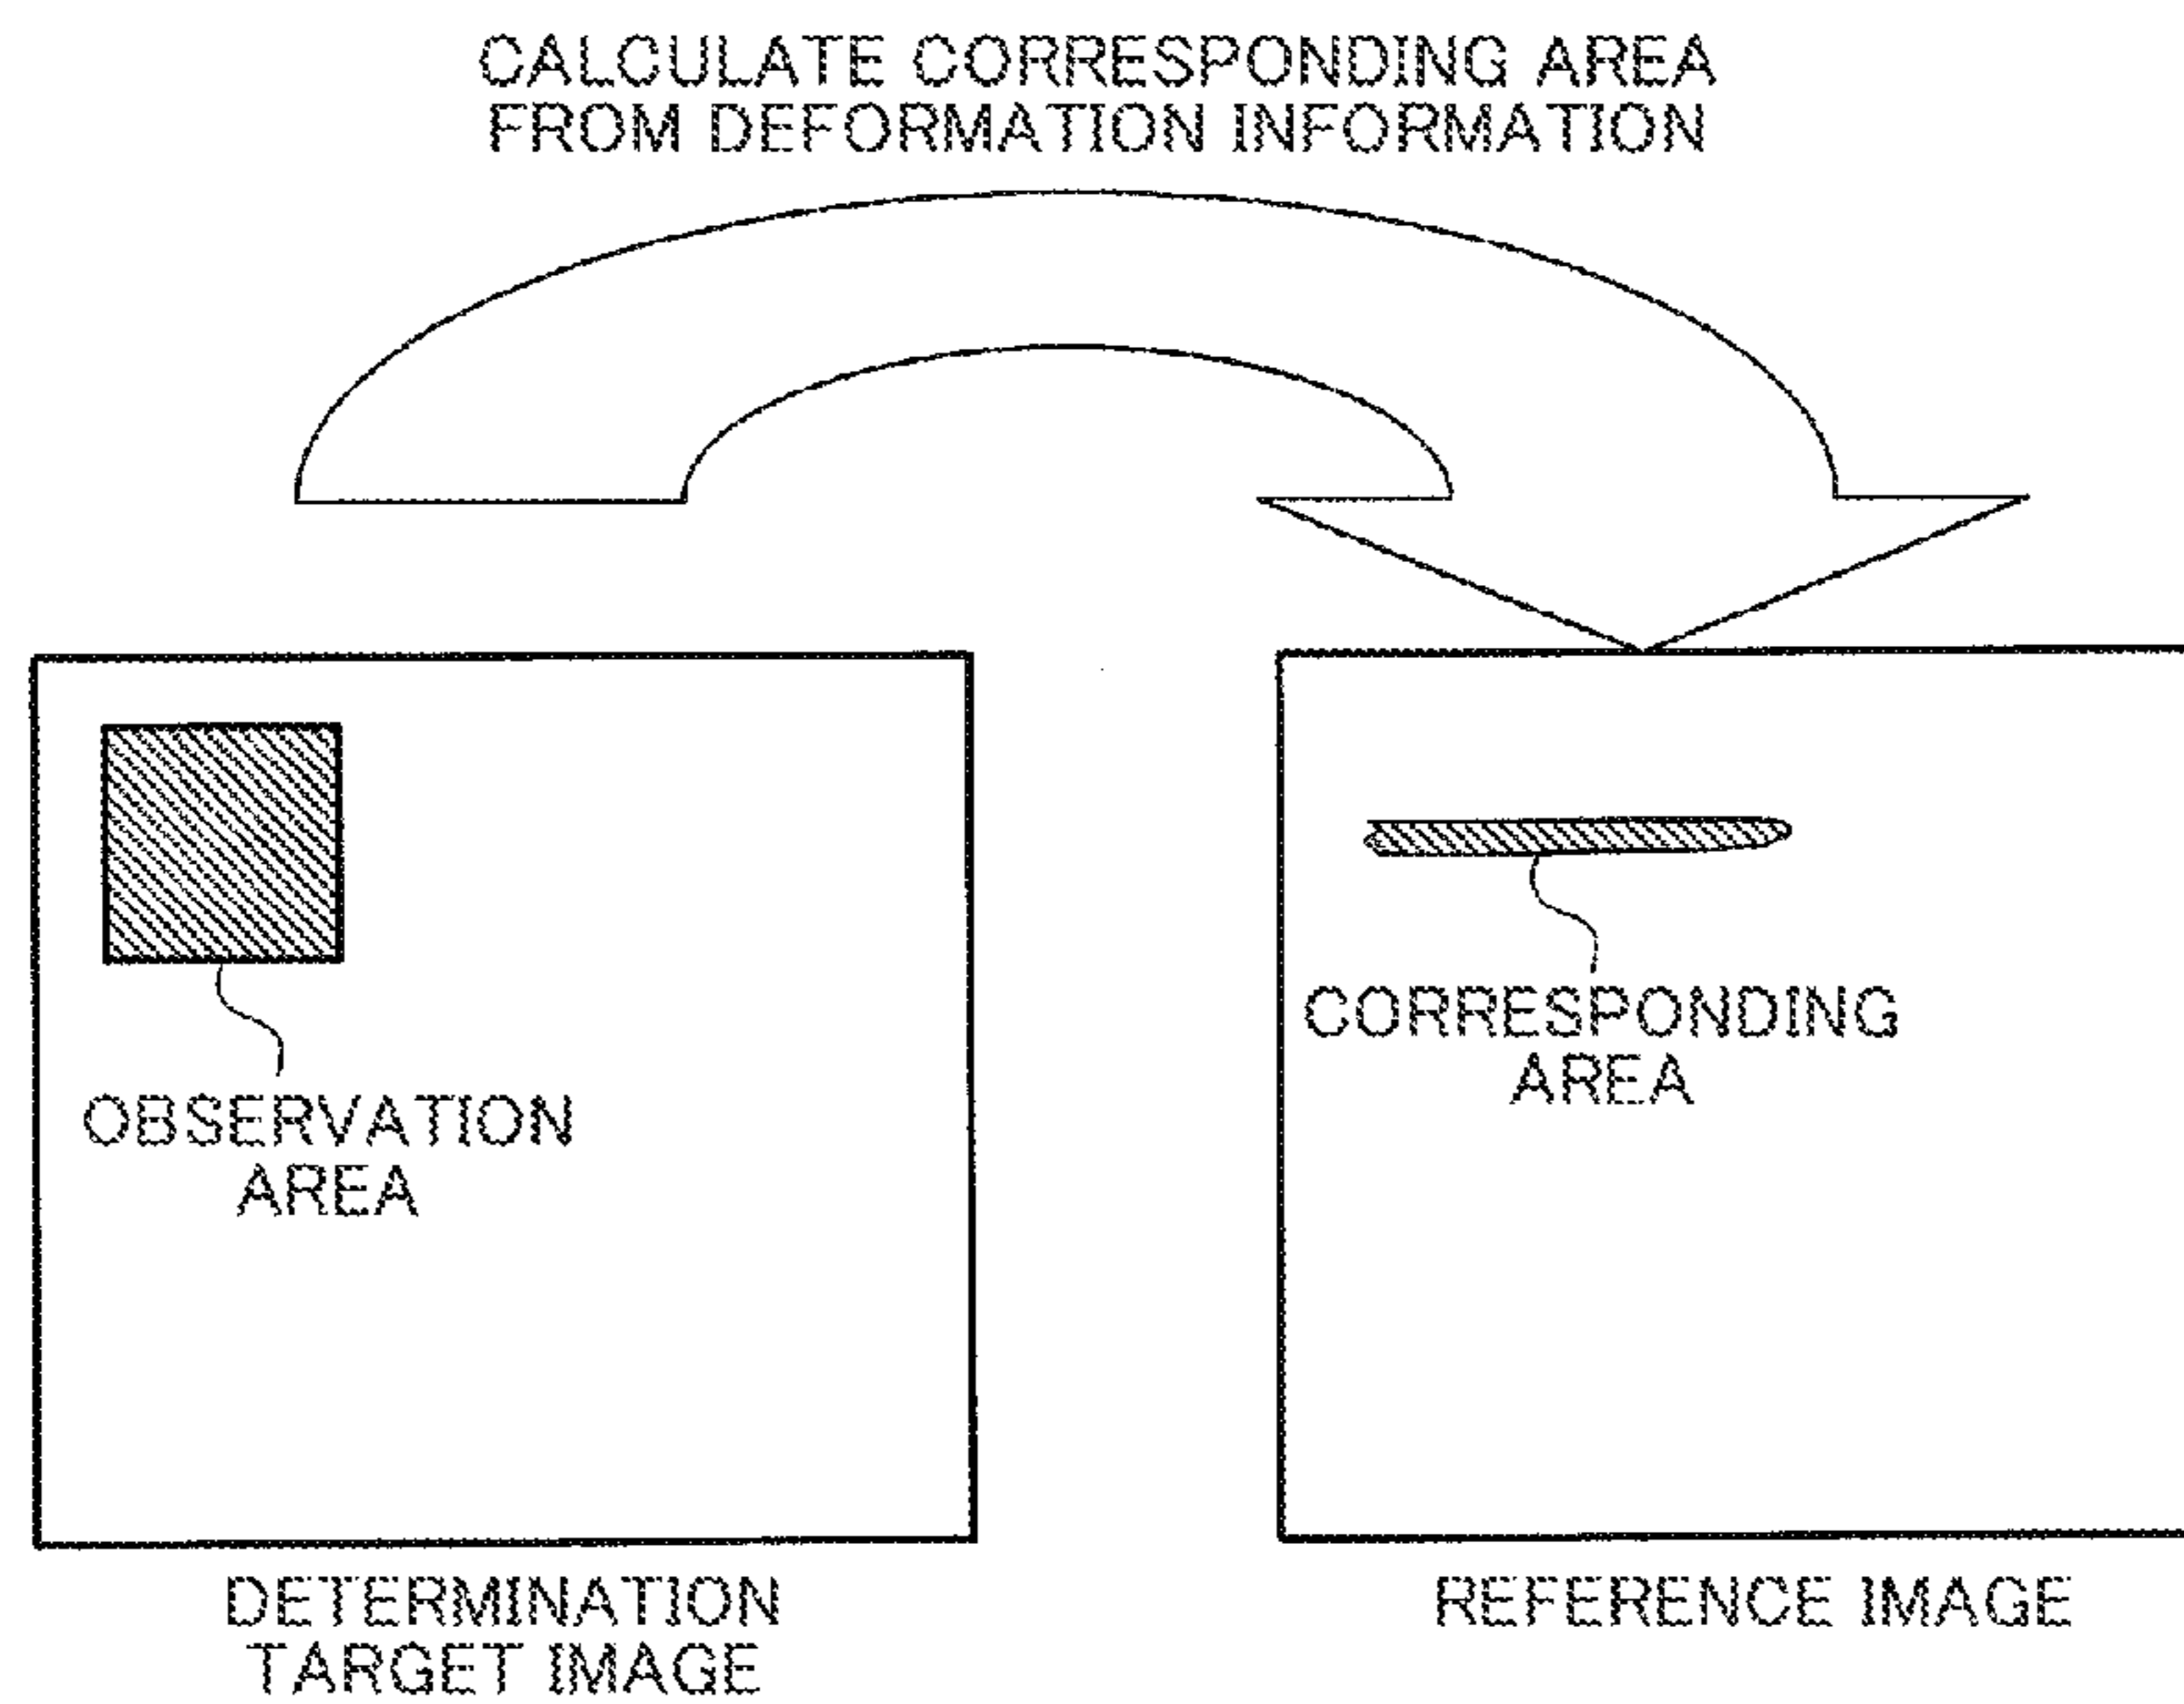 CALCULATE CORRESPONDING AREA
FROM DEFORMATION INFORMATION
OBSERVATION
AREA
CORRESPONDING
AREA
DETERMINATION
TARGET IMAGE
REFERENCE IMAGE